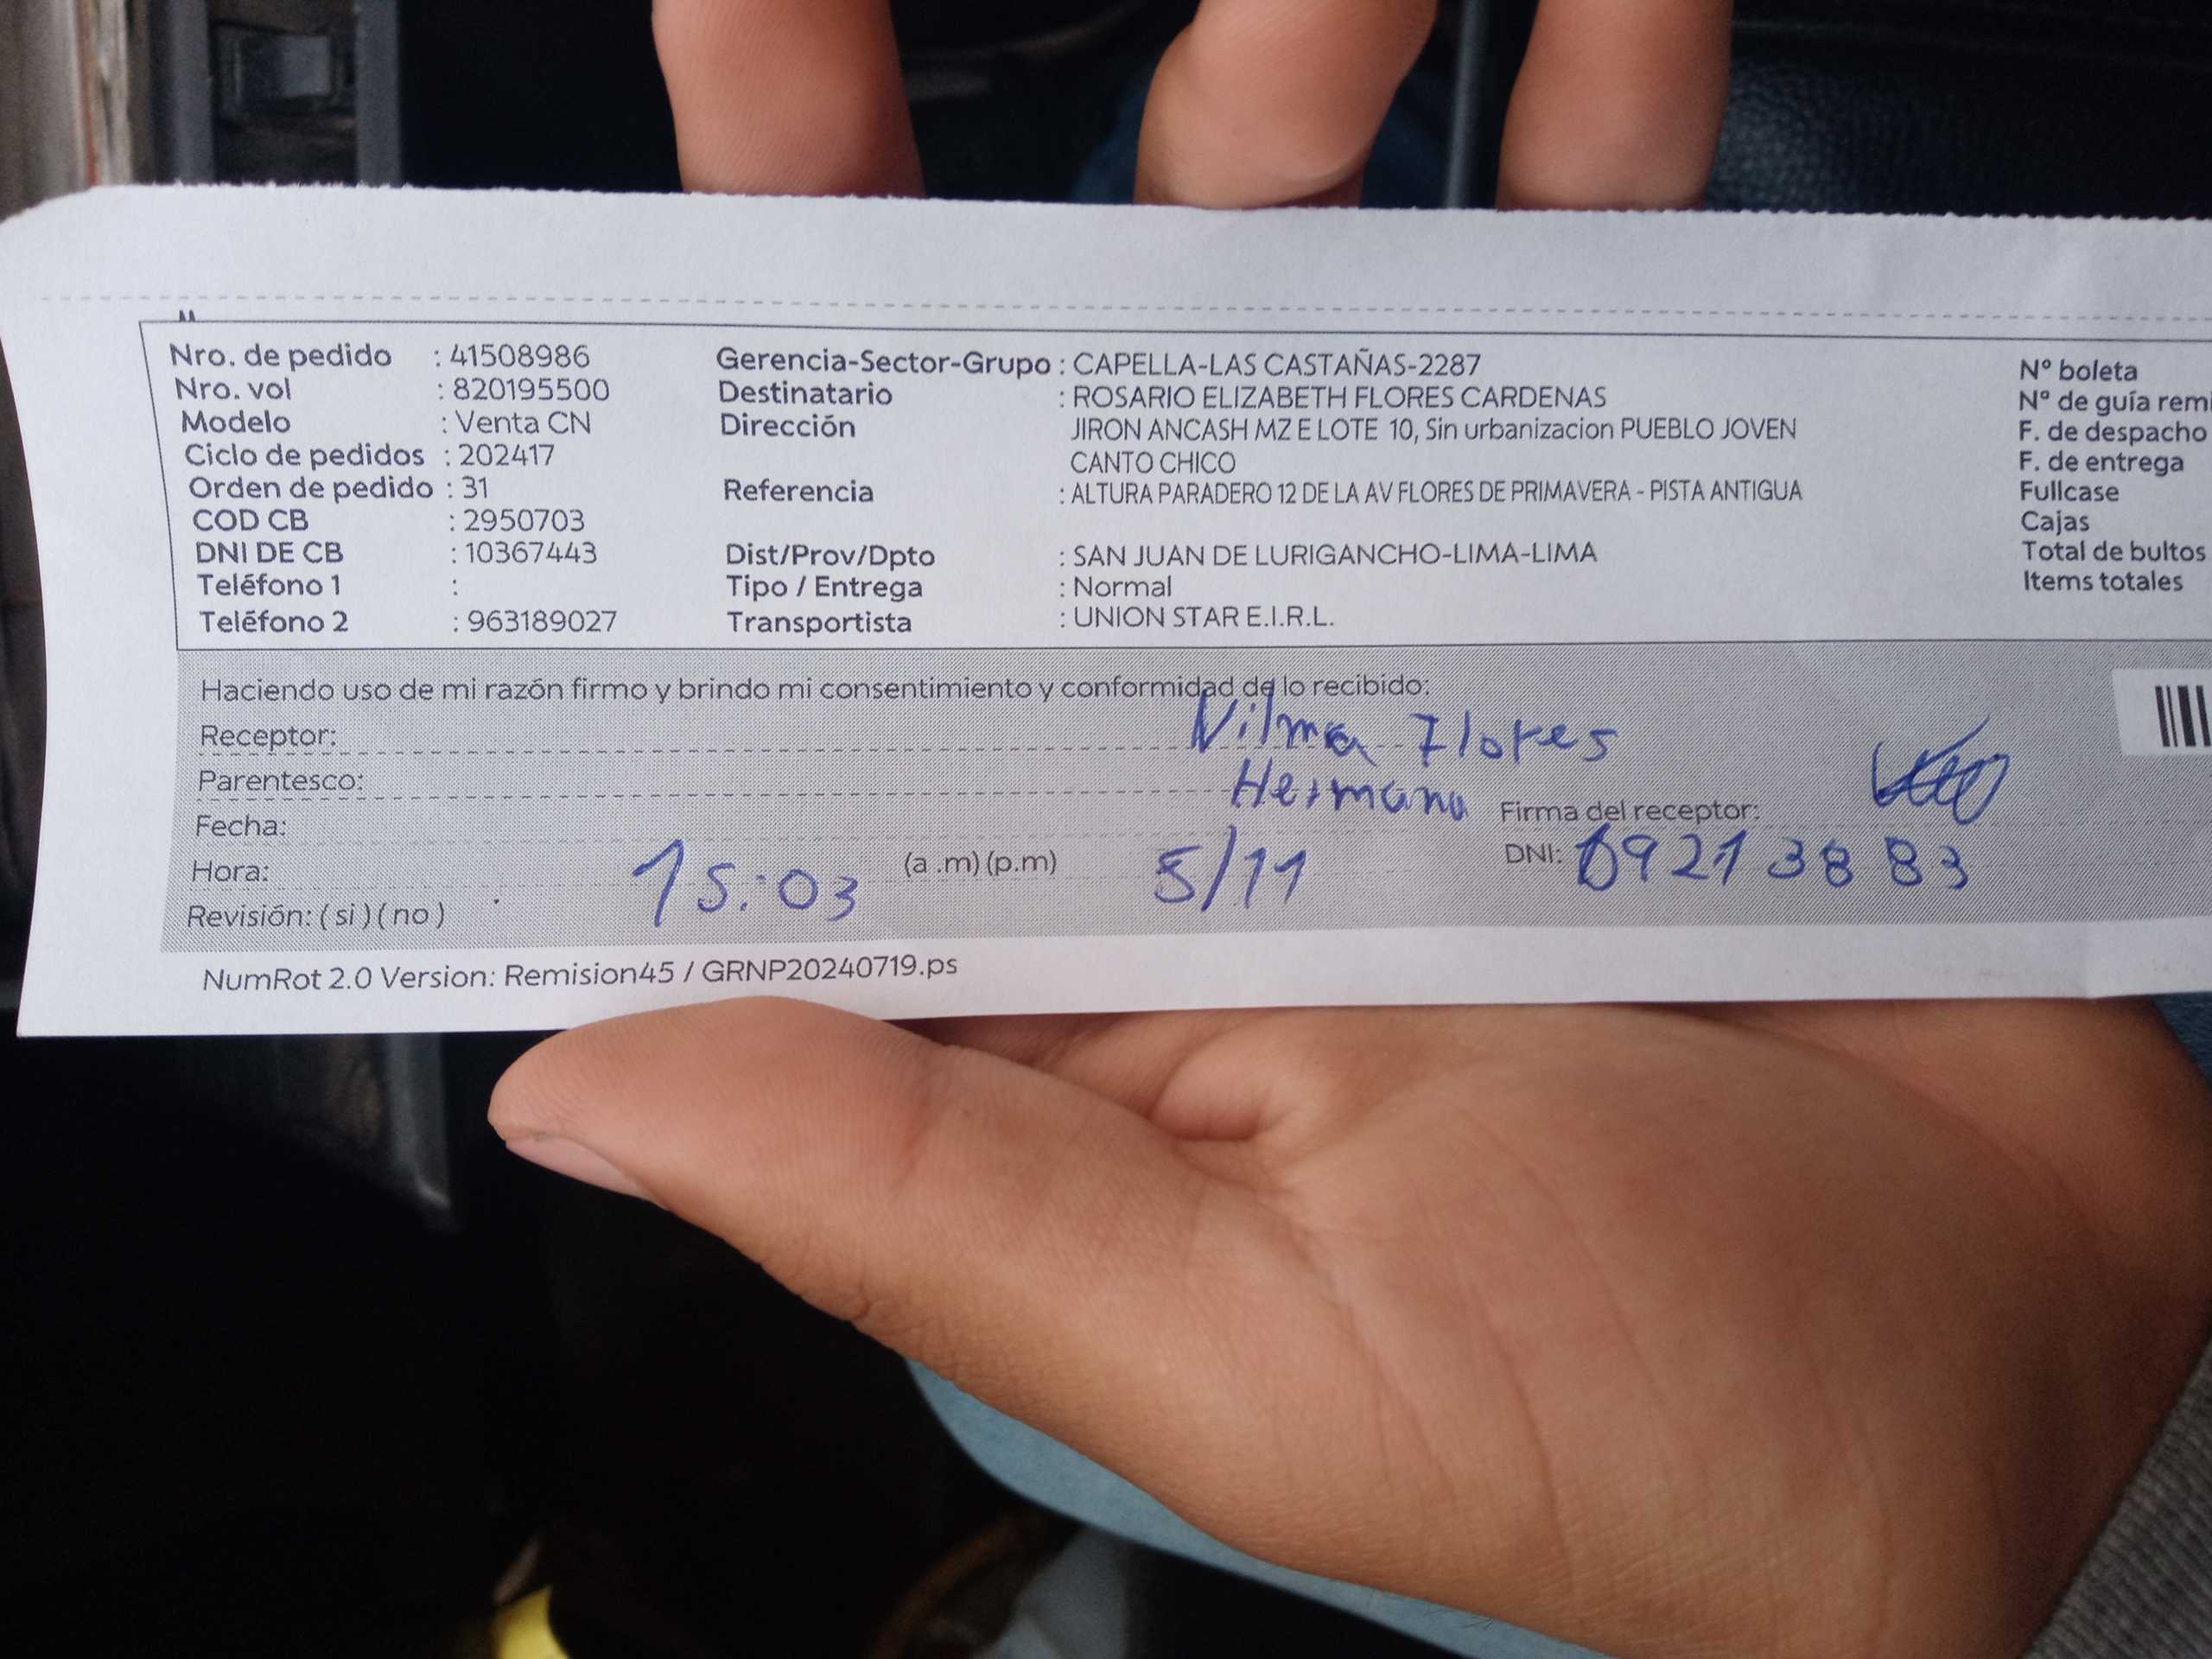 Nro. de pedido : 41508986
Nro. vol : 820195500
Modelo : Venta CN
Ciclo de pedidos : 202417
Orden de pedido : 31
COD CB : 2950703
DNI DE CB : 10367443
Teléfono 1 :
Teléfono 2 : 963189027
Gerencia-Sector-Grupo : CAPELLA-LAS CASTAÑAS-2287
Destinatario : ROSARIO ELIZABETH FLORES CARDENAS
Dirección JIRON ANCASH MZ E LOTE 10, Sin urbanizacion PUEBLO JOVEN
CANTO CHICO
Referencia : ALTURA PARADERO 12 DE LA AV FLORES DE PRIMAVERA - PISTA ANTIGUA
Dist/Prov/Dpto : SAN JUAN DE LURIGANCHO-LIMA-LIMA
Tipo / Entrega : Normal
Transportista : UNION STAR E.I.R.L.
N° boleta
N° de guía remi
F. de despacho
F. de entrega
Fullcase
Cajas
Total de bultos
Items totales
Haciendo uso de mi razón firmo y brindo mi consentimiento y conformidad de lo recibido:
Receptor: Vilma Flores
Parentesco: Hermana
Firma del receptor:
Fecha:
Hora: 15:03 (a .m) (p.m) 5/11
DNI: 09213883
Revisión: ( si ) ( no )
NumRot 2.0 Version: Remision45 / GRNP20240719.ps